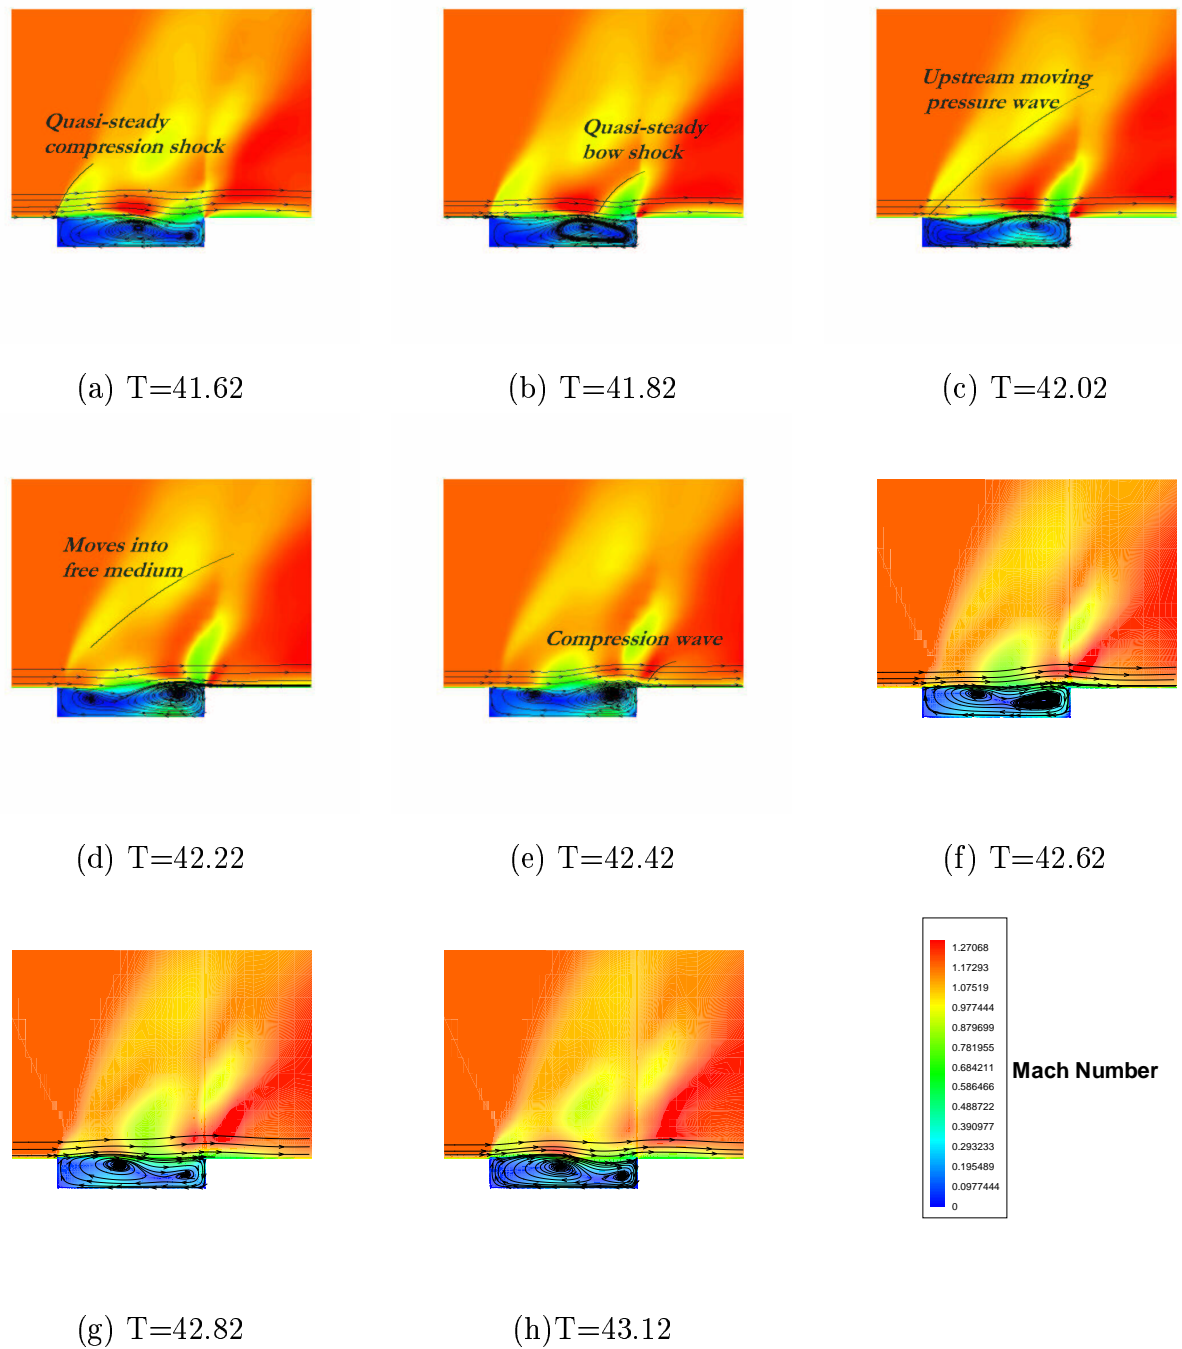 Quasi-steady
compression shock
Quasi-steady
bow shock
Upstream moving
pressure wave
(a) T=41.62
(b) T=41.82
(c) T=42.02
Moves into
free medium
Compression wave
(d) T=42.22
(e) T=42.42
(f) T=42.62
1.27068
1.17293
1.07519
0.977444
0.879699
0.781955
0.684211
0.586466
0.488722
0.390977
0.293233
0.195489
0.0977444
0
Mach Number
(g) T=42.82
(h)T=43.12